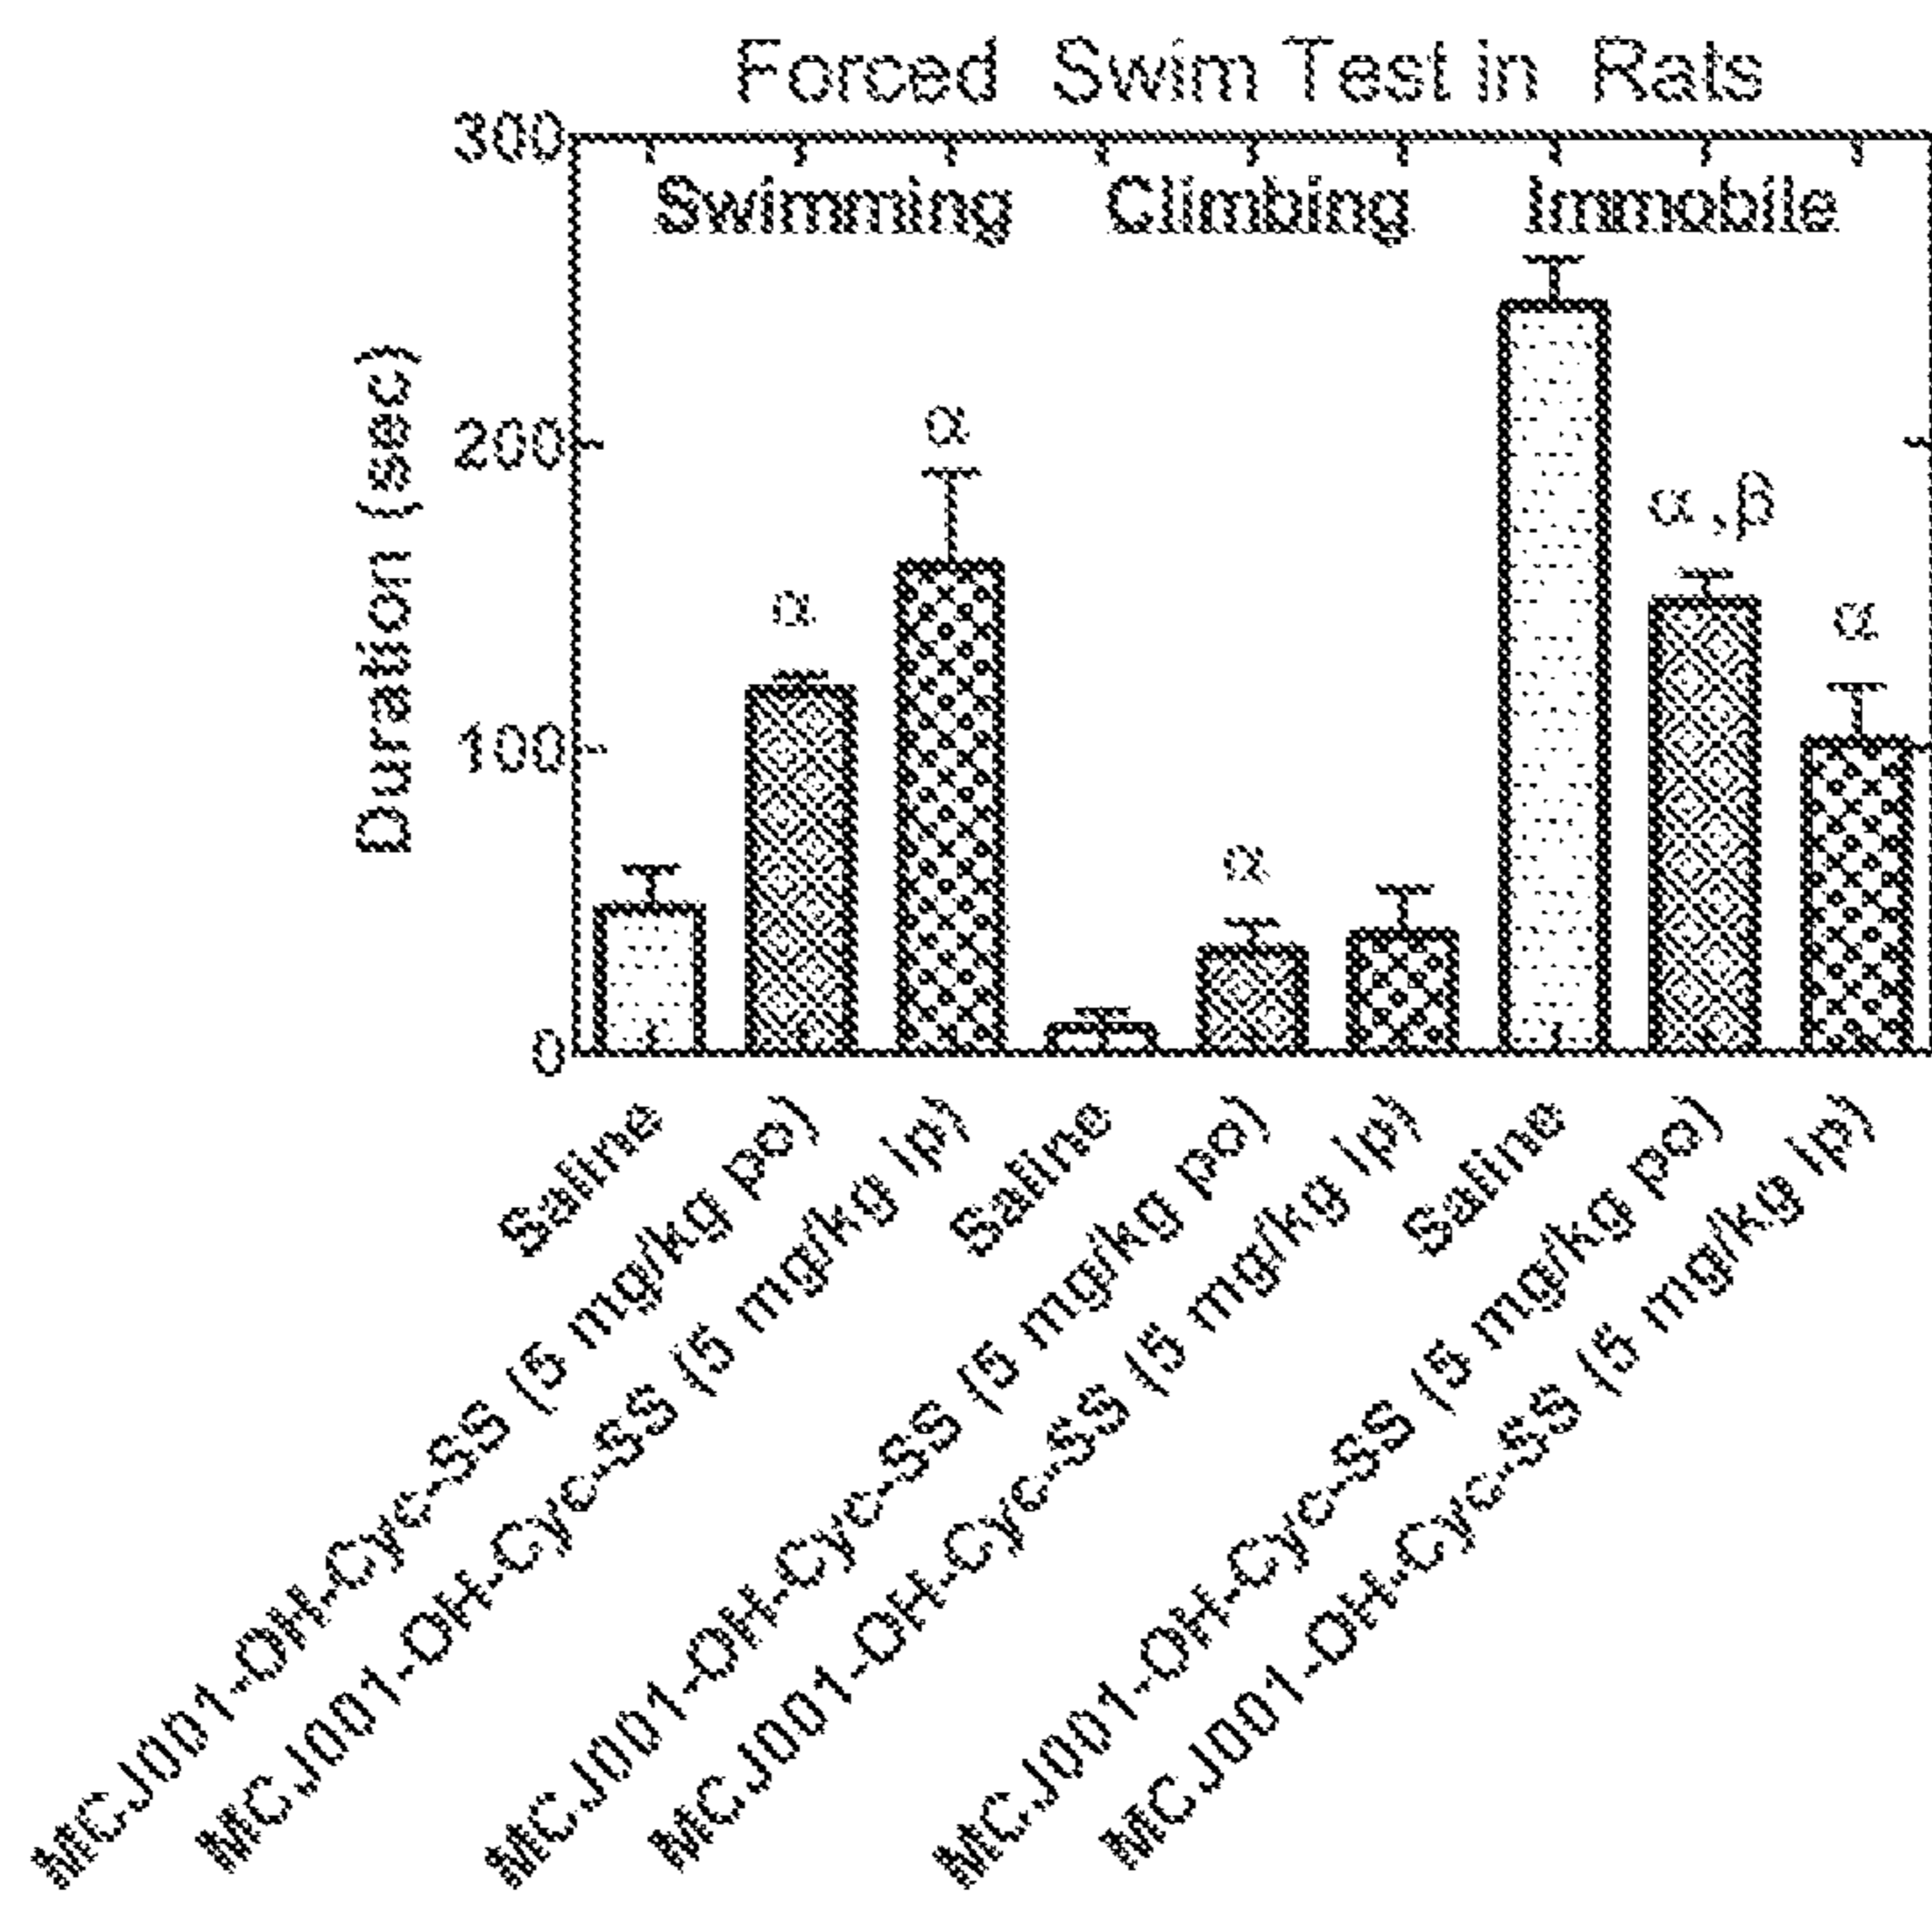 Forced Swim Test in Rats
300
Swimming Climbing Immobile
Duration (sec)
200
100
0
α
α
α
α,β
α
Saline
MCJ001-OH-Cyc-SS (5 mg/kg po)
MCJ001-OH-Cyc-SS (5 mg/kg ip)
Saline
MCJ001-OH-Cyc-SS (5 mg/kg po)
MCJ001-OH-Cyc-SS (5 mg/kg ip)
Saline
MCJ001-OH-Cyc-SS (5 mg/kg po)
MCJ001-OH-Cyc-SS (5 mg/kg ip)